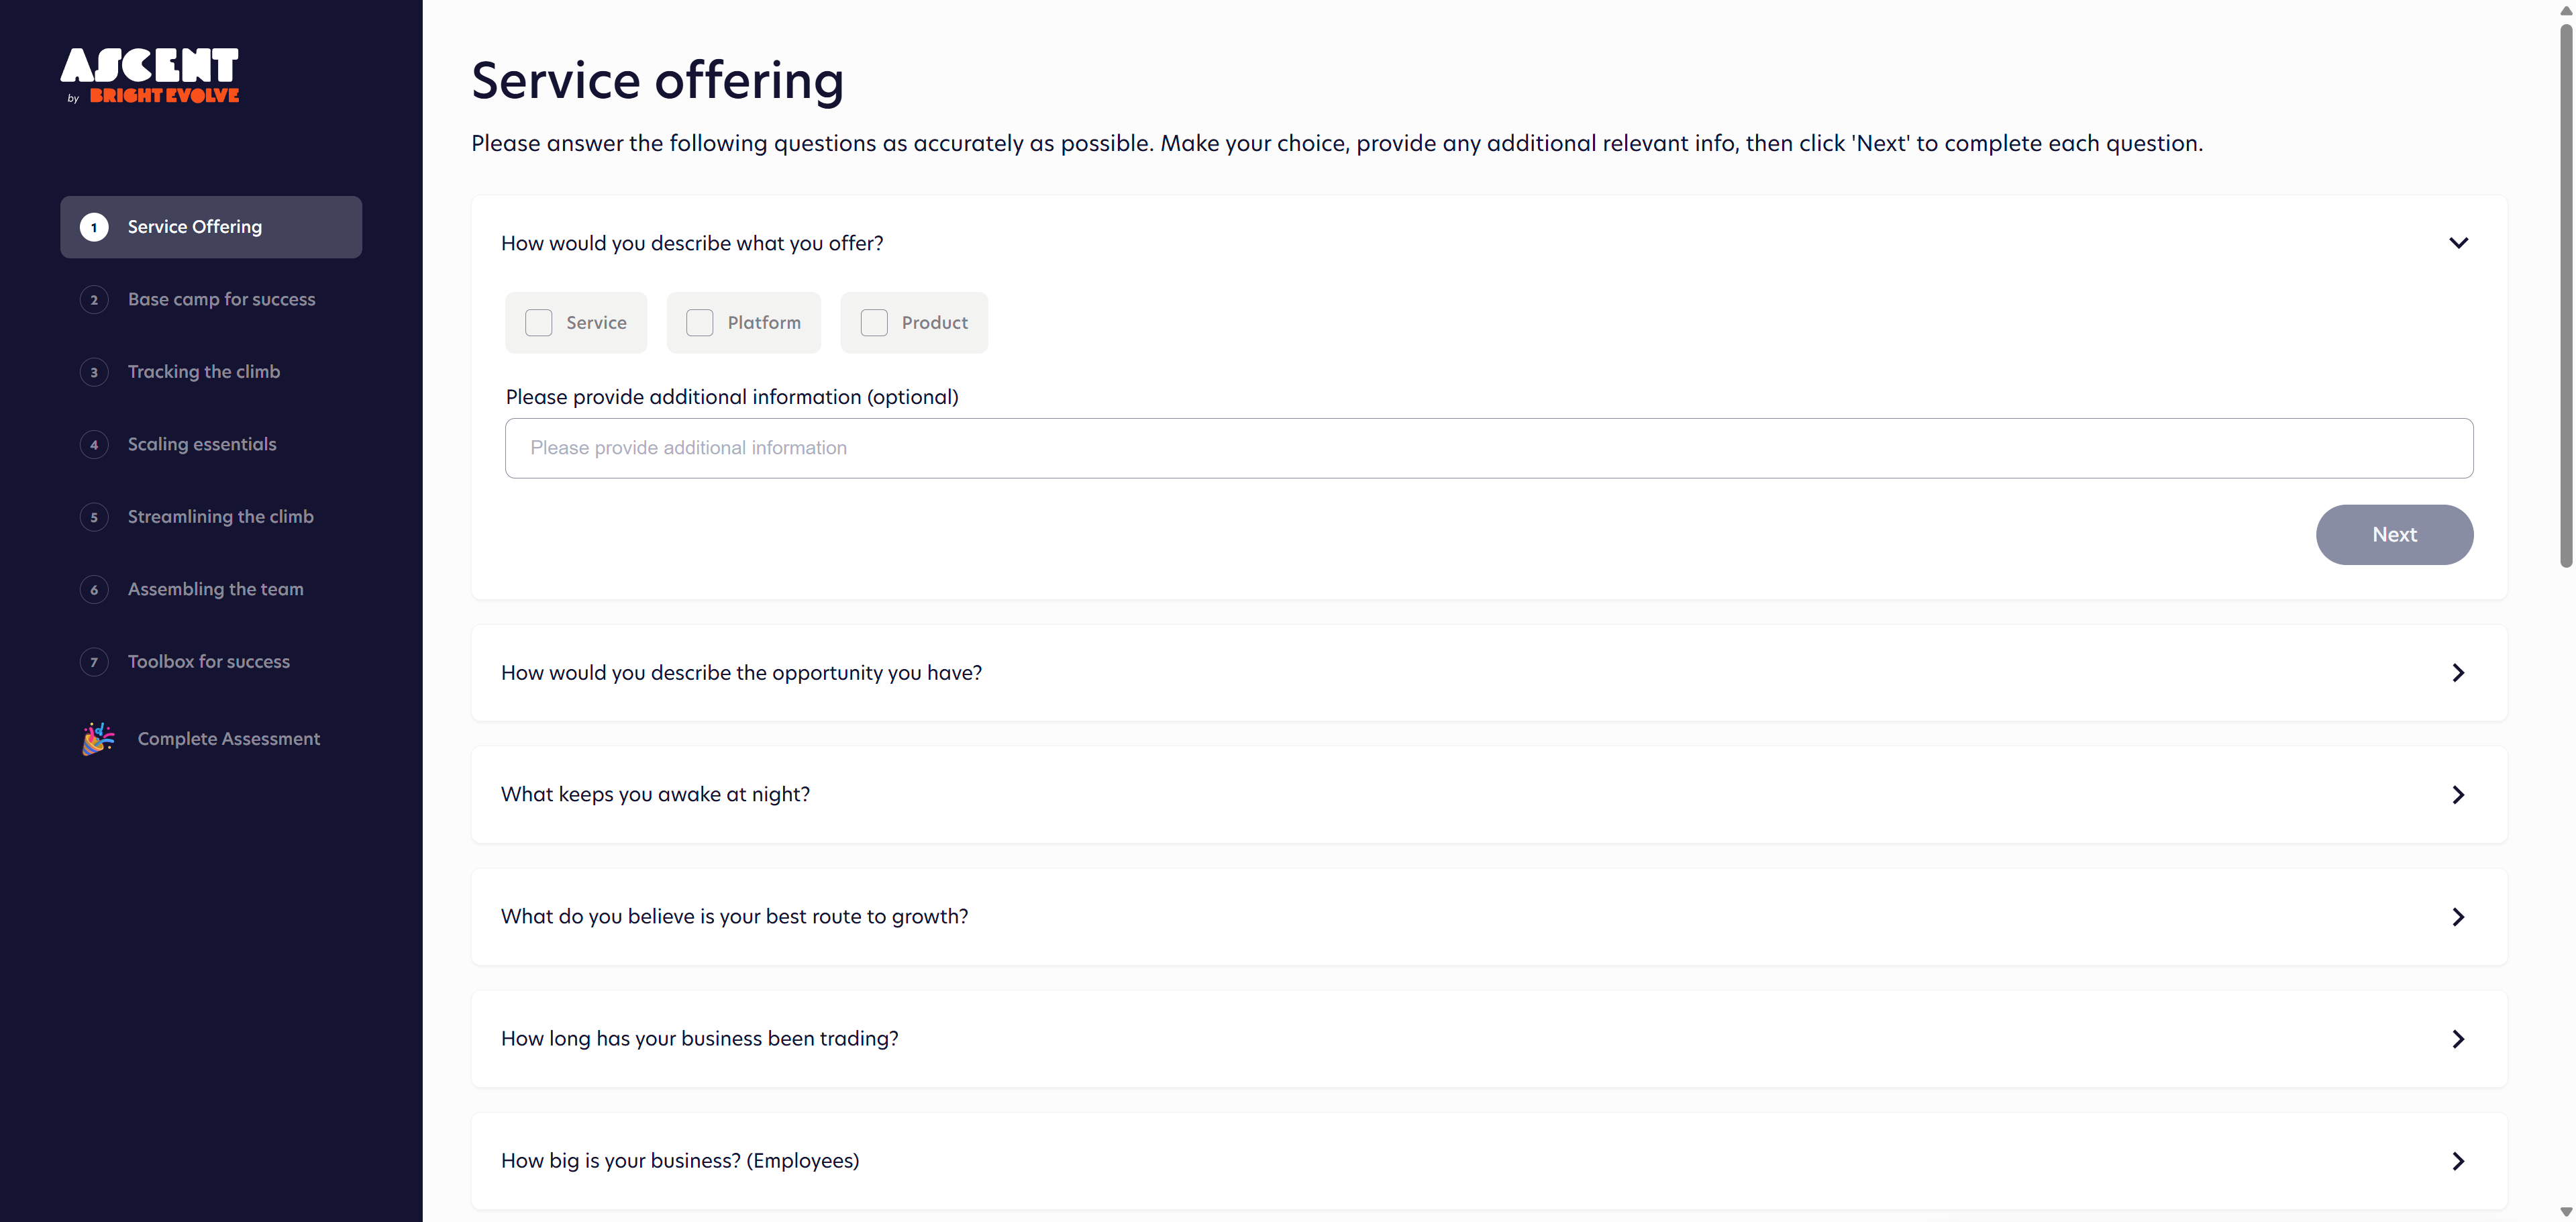 ASCENT
by BRIGHT EVOLVE
1 Service Offering
2 Base camp for success
3 Tracking the climb
4 Scaling essentials
5 Streamlining the climb
6 Assembling the team
7 Toolbox for success
Complete Assessment
Service offering
Please answer the following questions as accurately as possible. Make your choice, provide any additional relevant info, then click 'Next' to complete each question.
How would you describe what you offer?
Service Platform Product
Please provide additional information (optional)
Please provide additional information
Next
How would you describe the opportunity you have?
What keeps you awake at night?
What do you believe is your best route to growth?
How long has your business been trading?
How big is your business? (Employees)